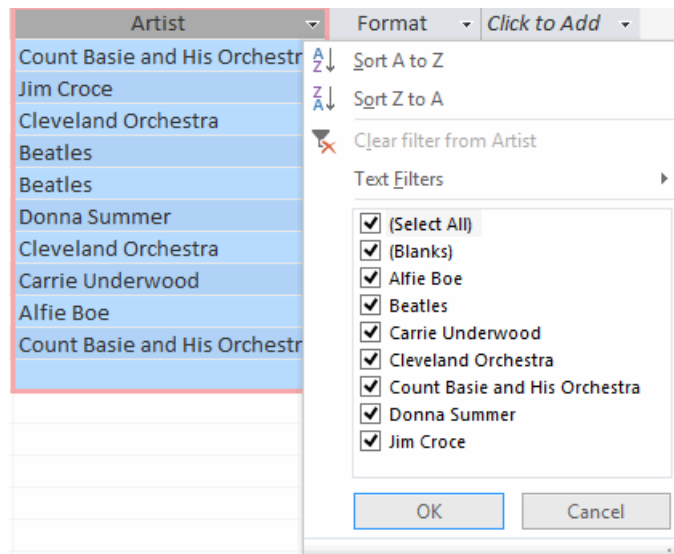 Artist Format Click to Add
Count Basie and His Orchestr
Jim Croce
Cleveland Orchestra
Beatles
Beatles
Donna Summer
Cleveland Orchestra
Carrie Underwood
Alfie Boe
Count Basie and His Orchestr
Sort A to Z
Sort Z to A
Clear filter from Artist
Text Filters
(Select All)
(Blanks)
Alfie Boe
Beatles
Carrie Underwood
Cleveland Orchestra
Count Basie and His Orchestra
Donna Summer
Jim Croce
OK Cancel